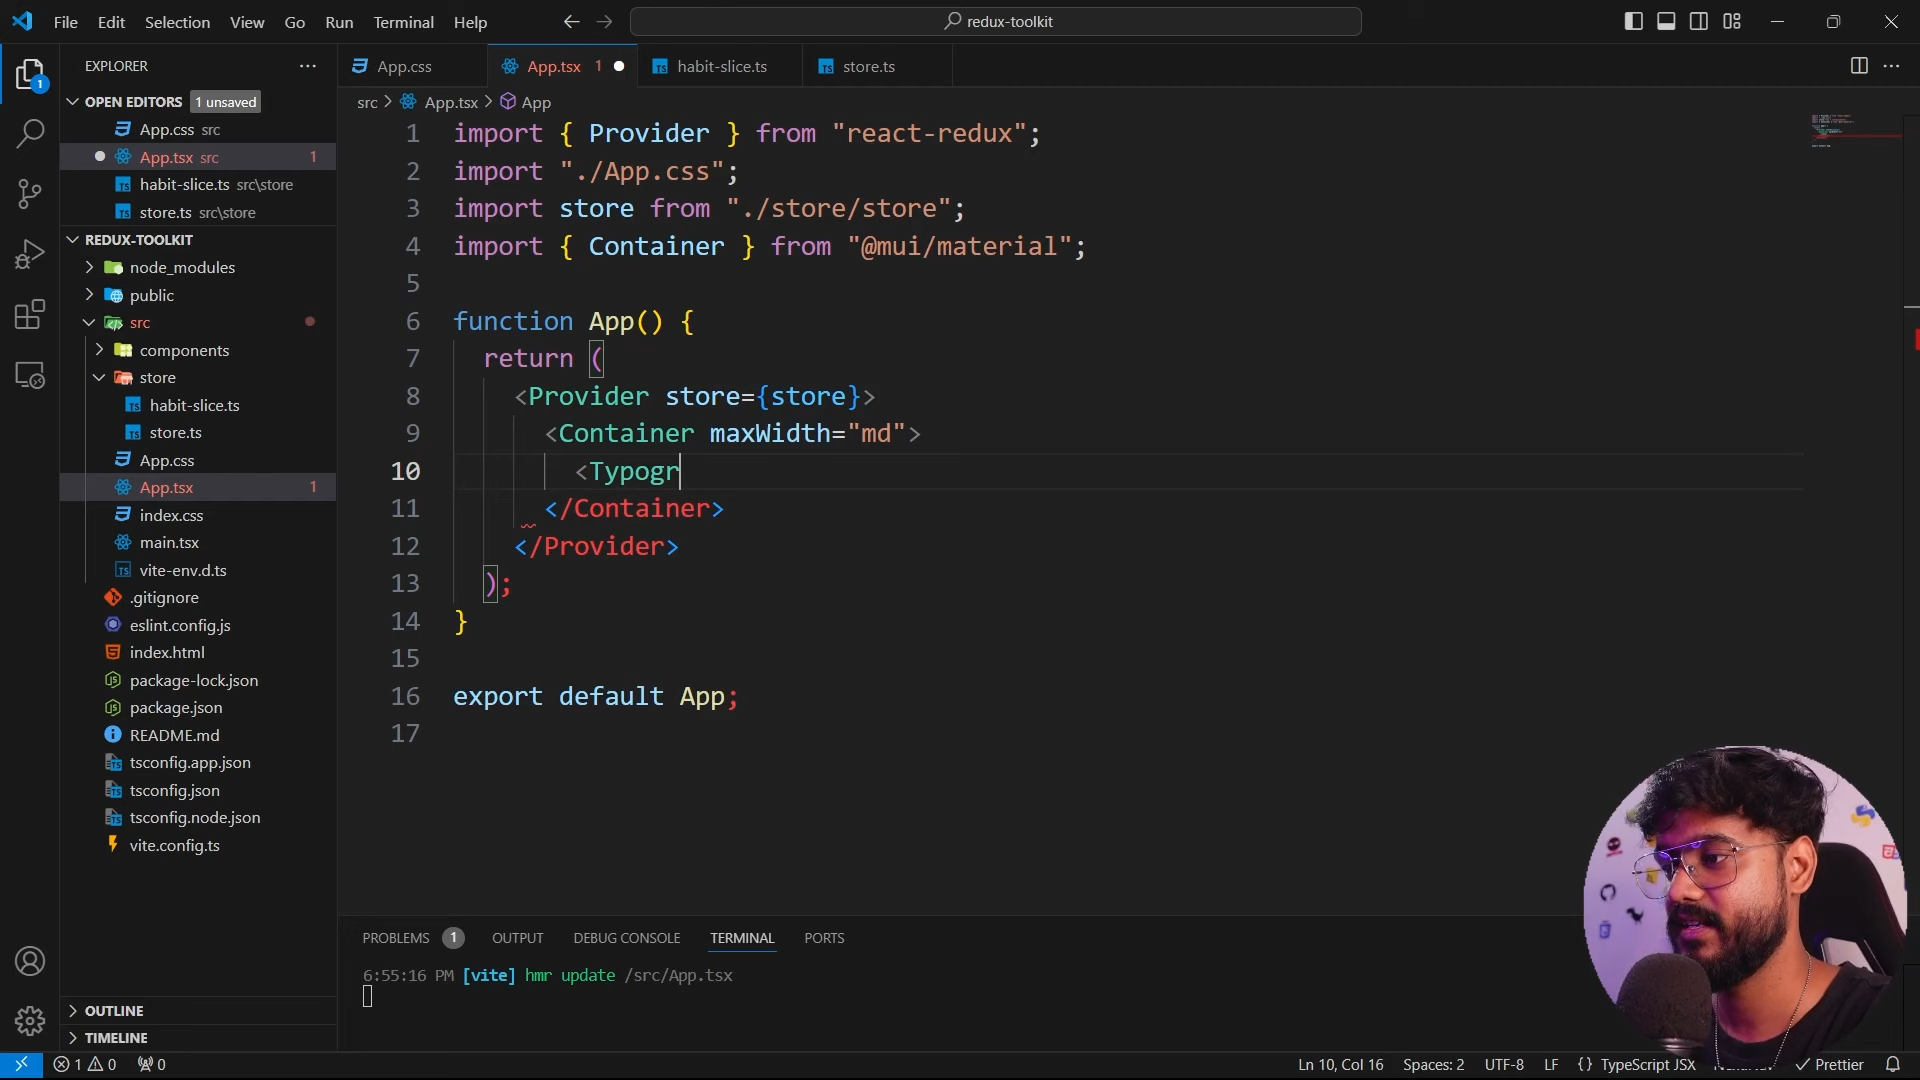 File Edit Selection View Go Run Terminal Help
redux-toolkit
EXPLORER
OPEN EDITORS 1 unsaved
App.css src
App.tsx src 1
habit-slice.ts src\store
store.ts src\store
REDUX-TOOLKIT
node_modules
public
src
components
store
habit-slice.ts
store.ts
App.css
App.tsx 1
index.css
main.tsx
vite-env.d.ts
.gitignore
eslint.config.js
index.html
package-lock.json
package.json
README.md
tsconfig.app.json
tsconfig.json
tsconfig.node.json
vite.config.ts
OUTLINE
TIMELINE
App.css
App.tsx 1
habit-slice.ts
store.ts
src > App.tsx > App
1 import { Provider } from "react-redux";
2 import "./App.css";
3 import store from "./store/store";
4 import { Container } from "@mui/material";
5
6 function App() {
7 return (
8 <Provider store={store}>
9 <Container maxWidth="md">
10 <Typogr
11 </Container>
12 </Provider>
13 );
14 }
15
16 export default App;
17
PROBLEMS 1 OUTPUT DEBUG CONSOLE TERMINAL PORTS
6:55:16 PM [vite] hmr update /src/App.tsx
1 0 0
Ln 10, Col 16 Spaces: 2 UTF-8 LF {} TypeScript JSX Prettier